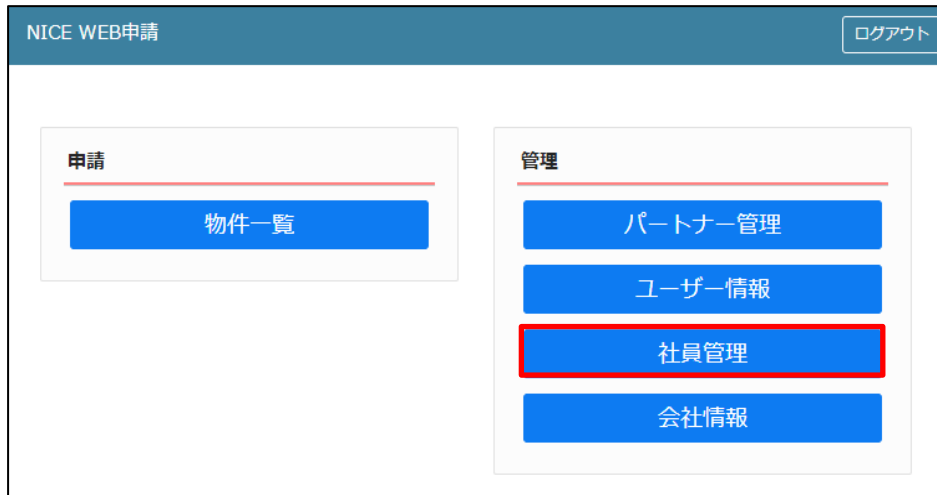 NICE WEB申請
ログアウト
申請
物件一覧
管理
パートナー管理
ユーザー情報
社員管理
会社情報